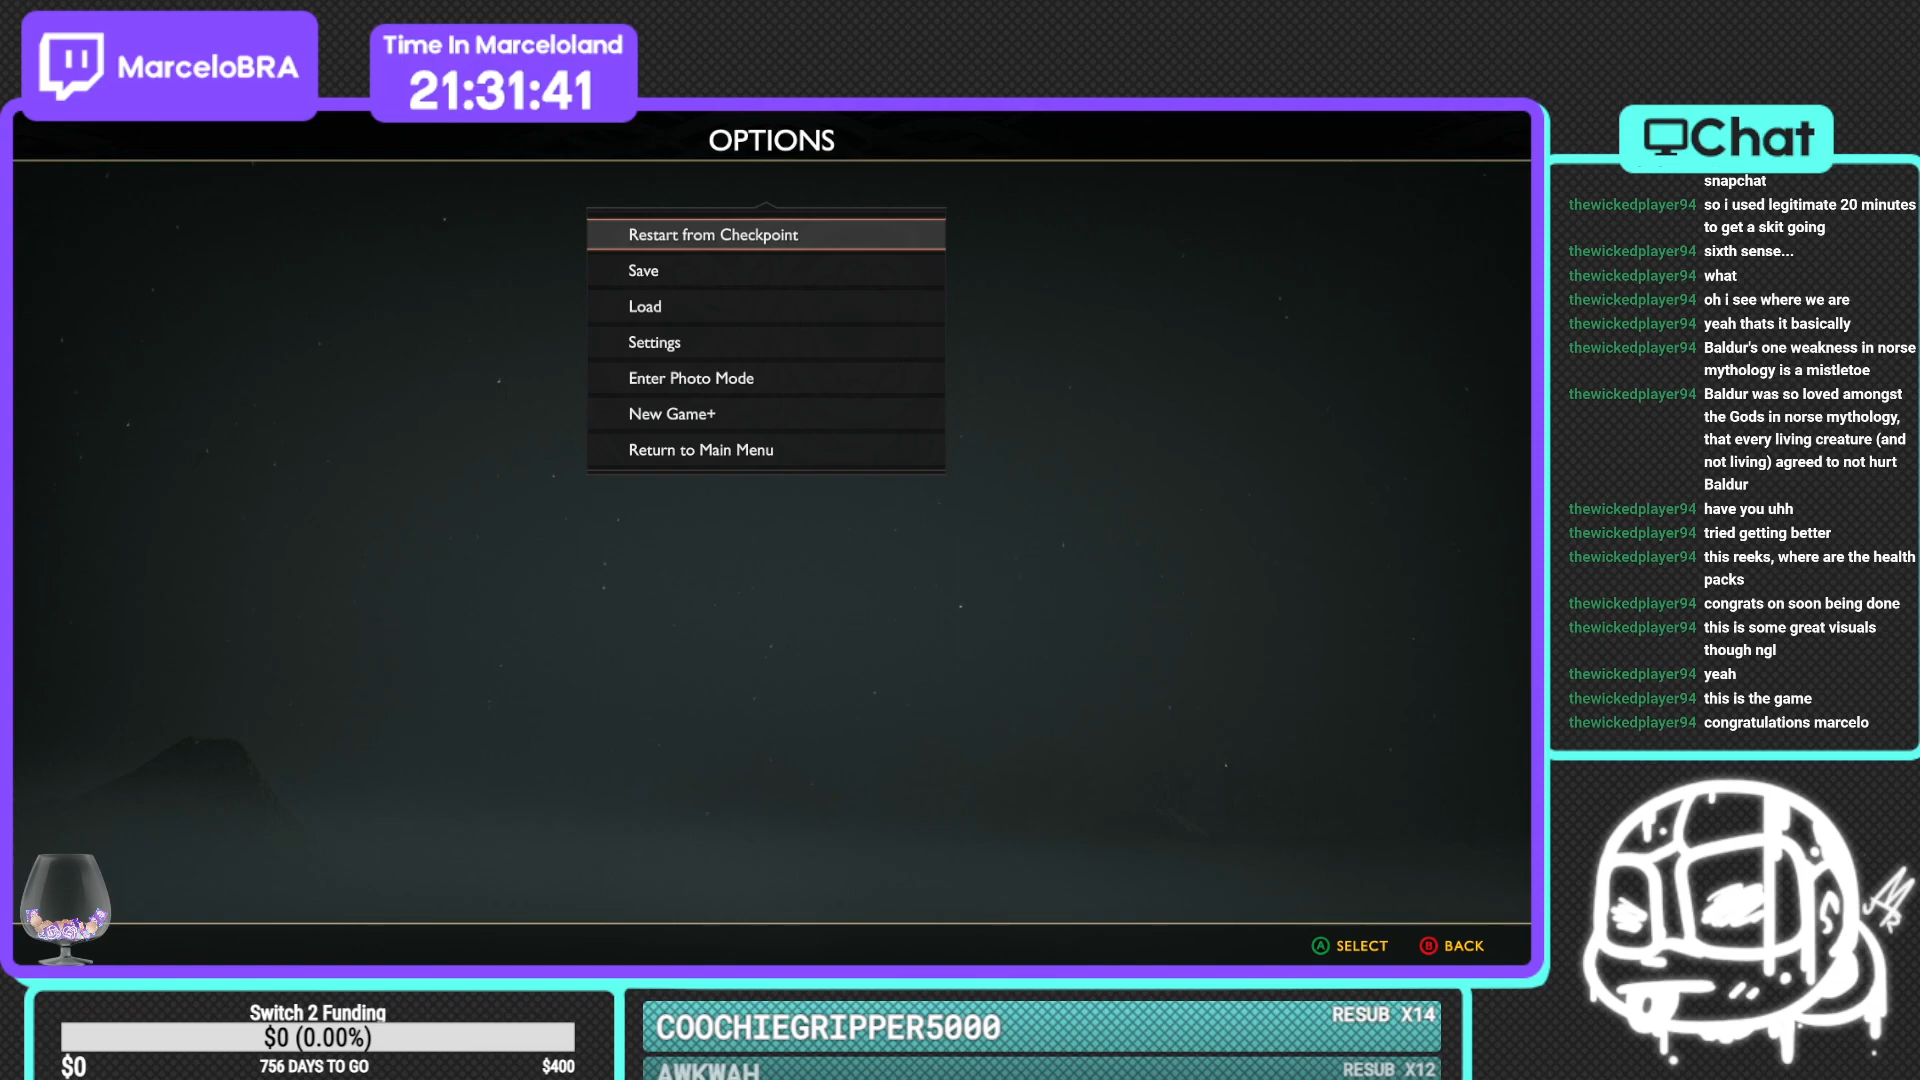 MarceloBRA
Time In Marceloland
21:31:41
OPTIONS
Restart from Checkpoint
Save
Load
Settings
Enter Photo Mode
New Game+
Return to Main Menu
A SELECT
B BACK
Chat
snapchat
thewickedplayer94 so i used legitimate 20 minutes
to get a skit going
thewickedplayer94 sixth sense...
thewickedplayer94 what
thewickedplayer94 oh i see where we are
thewickedplayer94 yeah thats it basically
thewickedplayer94 Baldur's one weakness in norse
mythology is a mistletoe
thewickedplayer94 Baldur was so loved amongst
the Gods in norse mythology,
that every living creature (and
not living) agreed to not hurt
Baldur
thewickedplayer94 have you uhh
thewickedplayer94 tried getting better
thewickedplayer94 this reeks, where are the health
packs
thewickedplayer94 congrats on soon being done
thewickedplayer94 this is some great visuals
though ngl
thewickedplayer94 yeah
thewickedplayer94 this is the game
thewickedplayer94 congratulations marcelo
Switch 2 Funding
$0 (0.00%)
$0 756 DAYS TO GO $400
COOCHIEGRIPPER5000 RESUB X14
AWKWAH RESUB X12